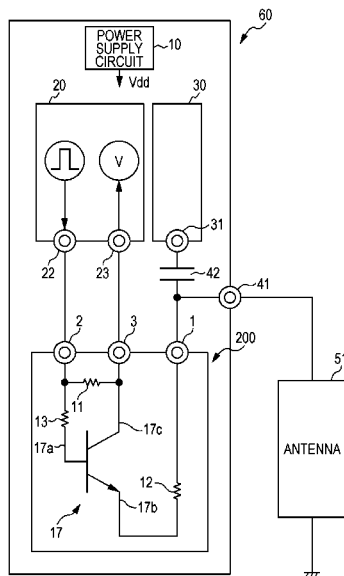 POWER
SUPPLY
CIRCUIT
10
60
Vdd
20
30
V
31
22
23
42
41
2
3
1
200
51
11
13
17a
17c
12
ANTENNA
17
17b